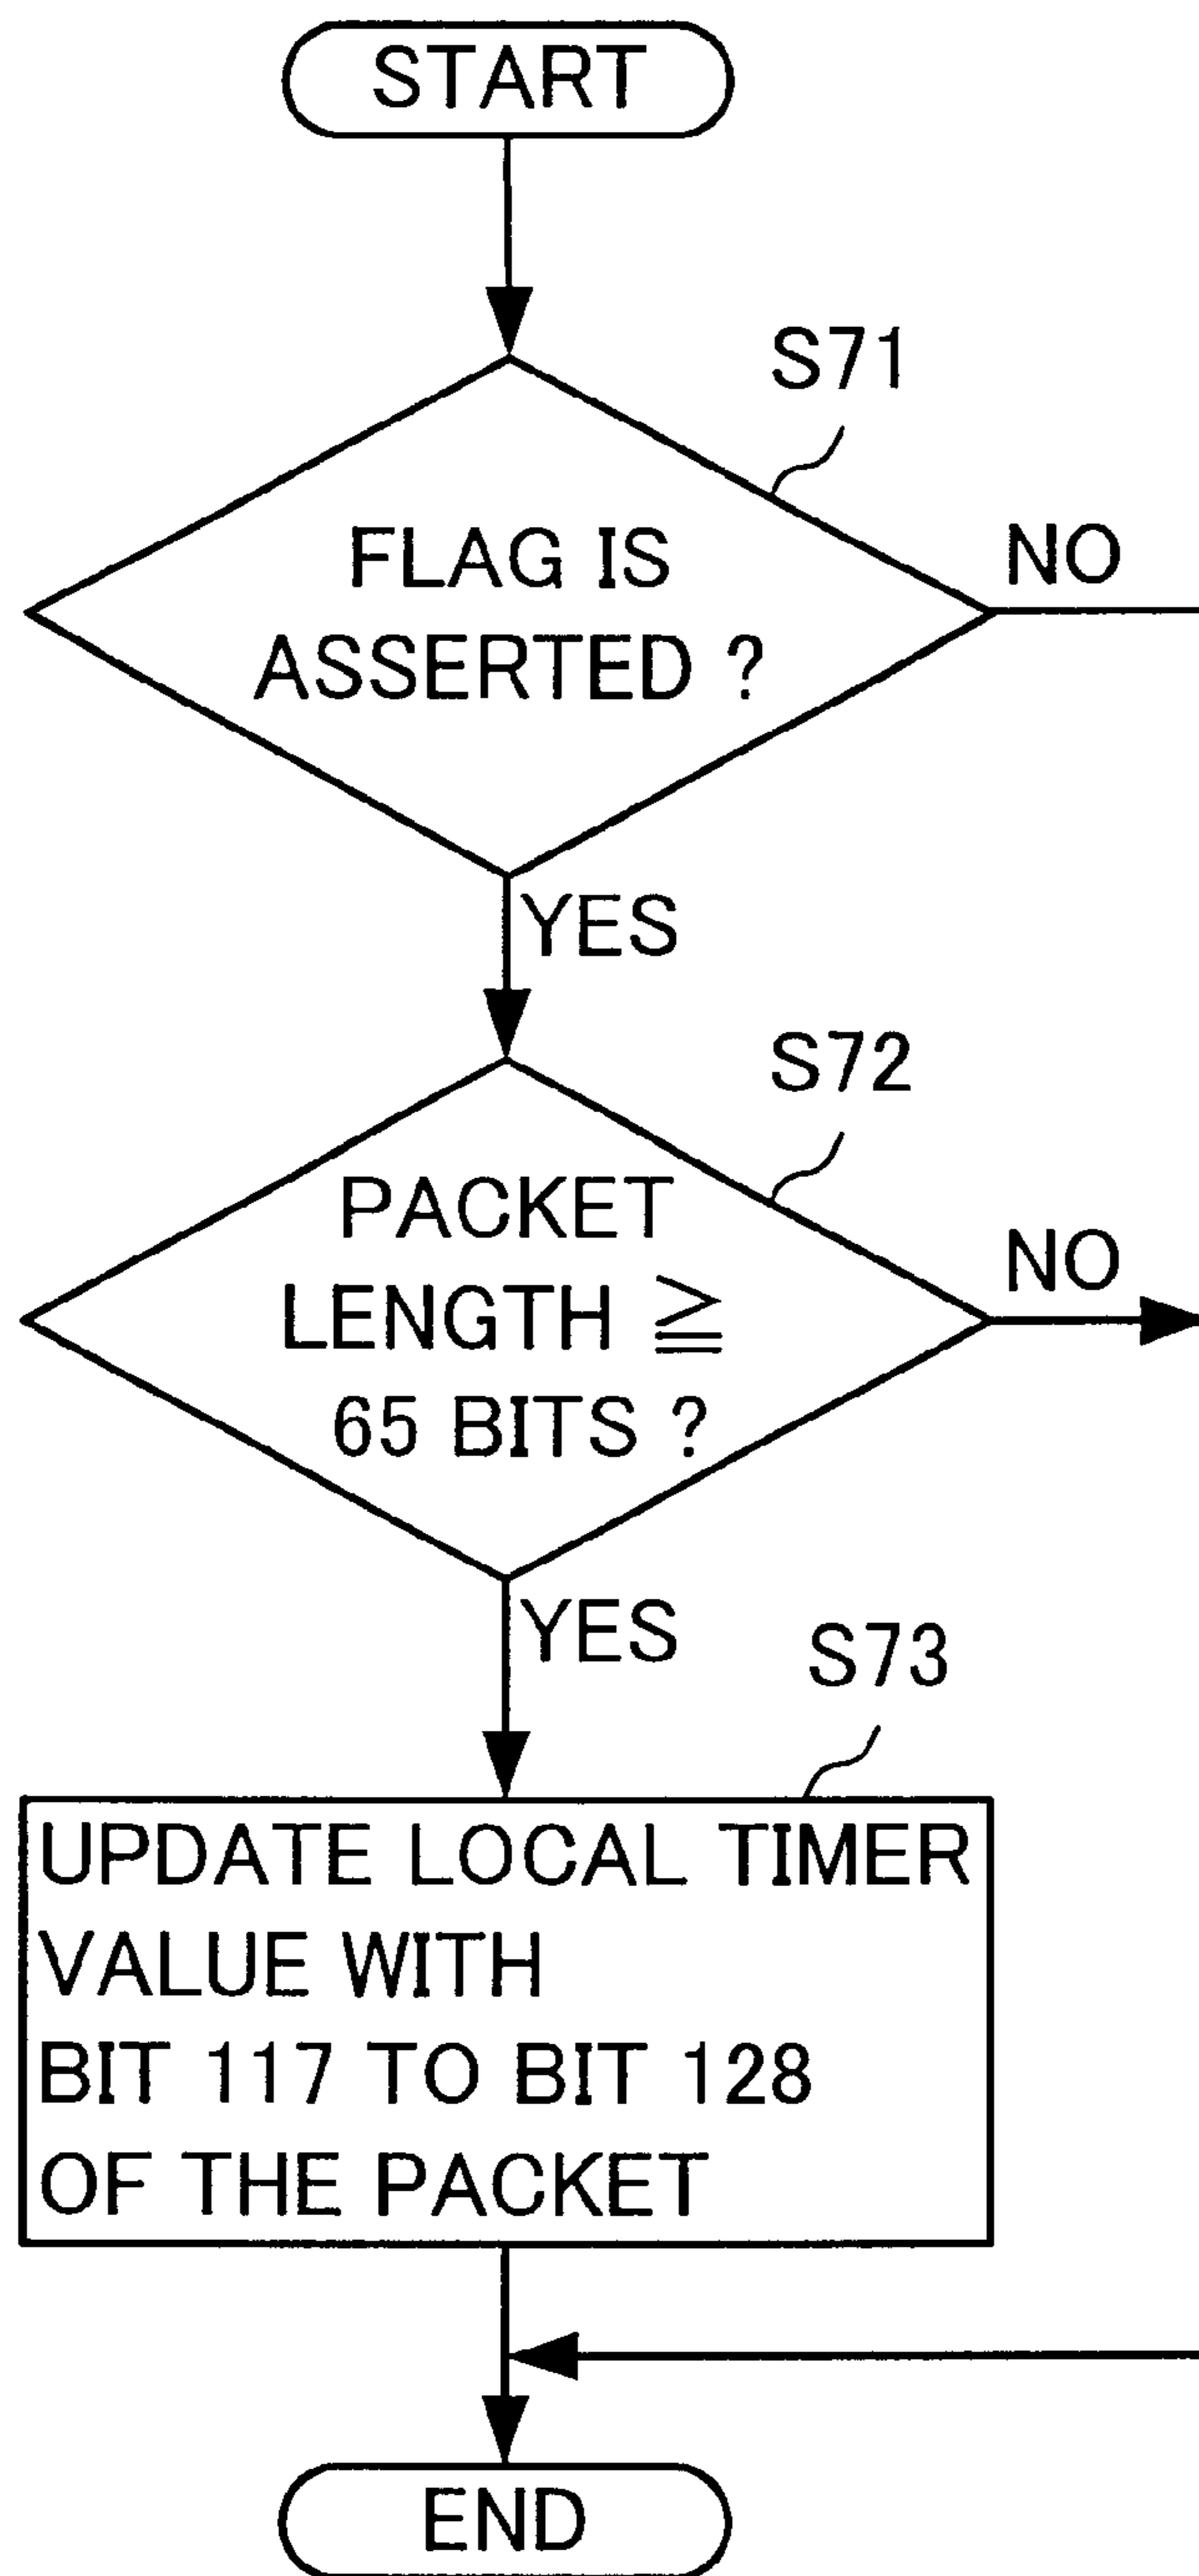 START
S71
FLAG IS
ASSERTED ?
NO
YES
S72
PACKET
LENGTH ≧
65 BITS ?
NO
YES
S73
UPDATE LOCAL TIMER
VALUE WITH
BIT 117 TO BIT 128
OF THE PACKET
END